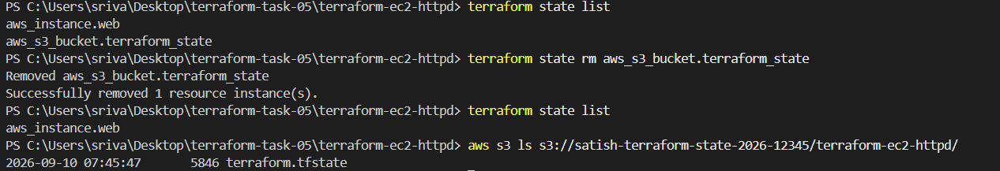 PS C:\Users\sriva\Desktop\terraform-task-05\terraform-ec2-httpd> terraform state list
aws_instance.web
aws_s3_bucket.terraform_state
PS C:\Users\sriva\Desktop\terraform-task-05\terraform-ec2-httpd> terraform state rm aws_s3_bucket.terraform_state
Removed aws_s3_bucket.terraform_state
Successfully removed 1 resource instance(s).
PS C:\Users\sriva\Desktop\terraform-task-05\terraform-ec2-httpd> terraform state list
aws_instance.web
PS C:\Users\sriva\Desktop\terraform-task-05\terraform-ec2-httpd> aws s3 ls s3://satish-terraform-state-2026-12345/terraform-ec2-httpd/
2026-09-10 07:45:47       5846 terraform.tfstate